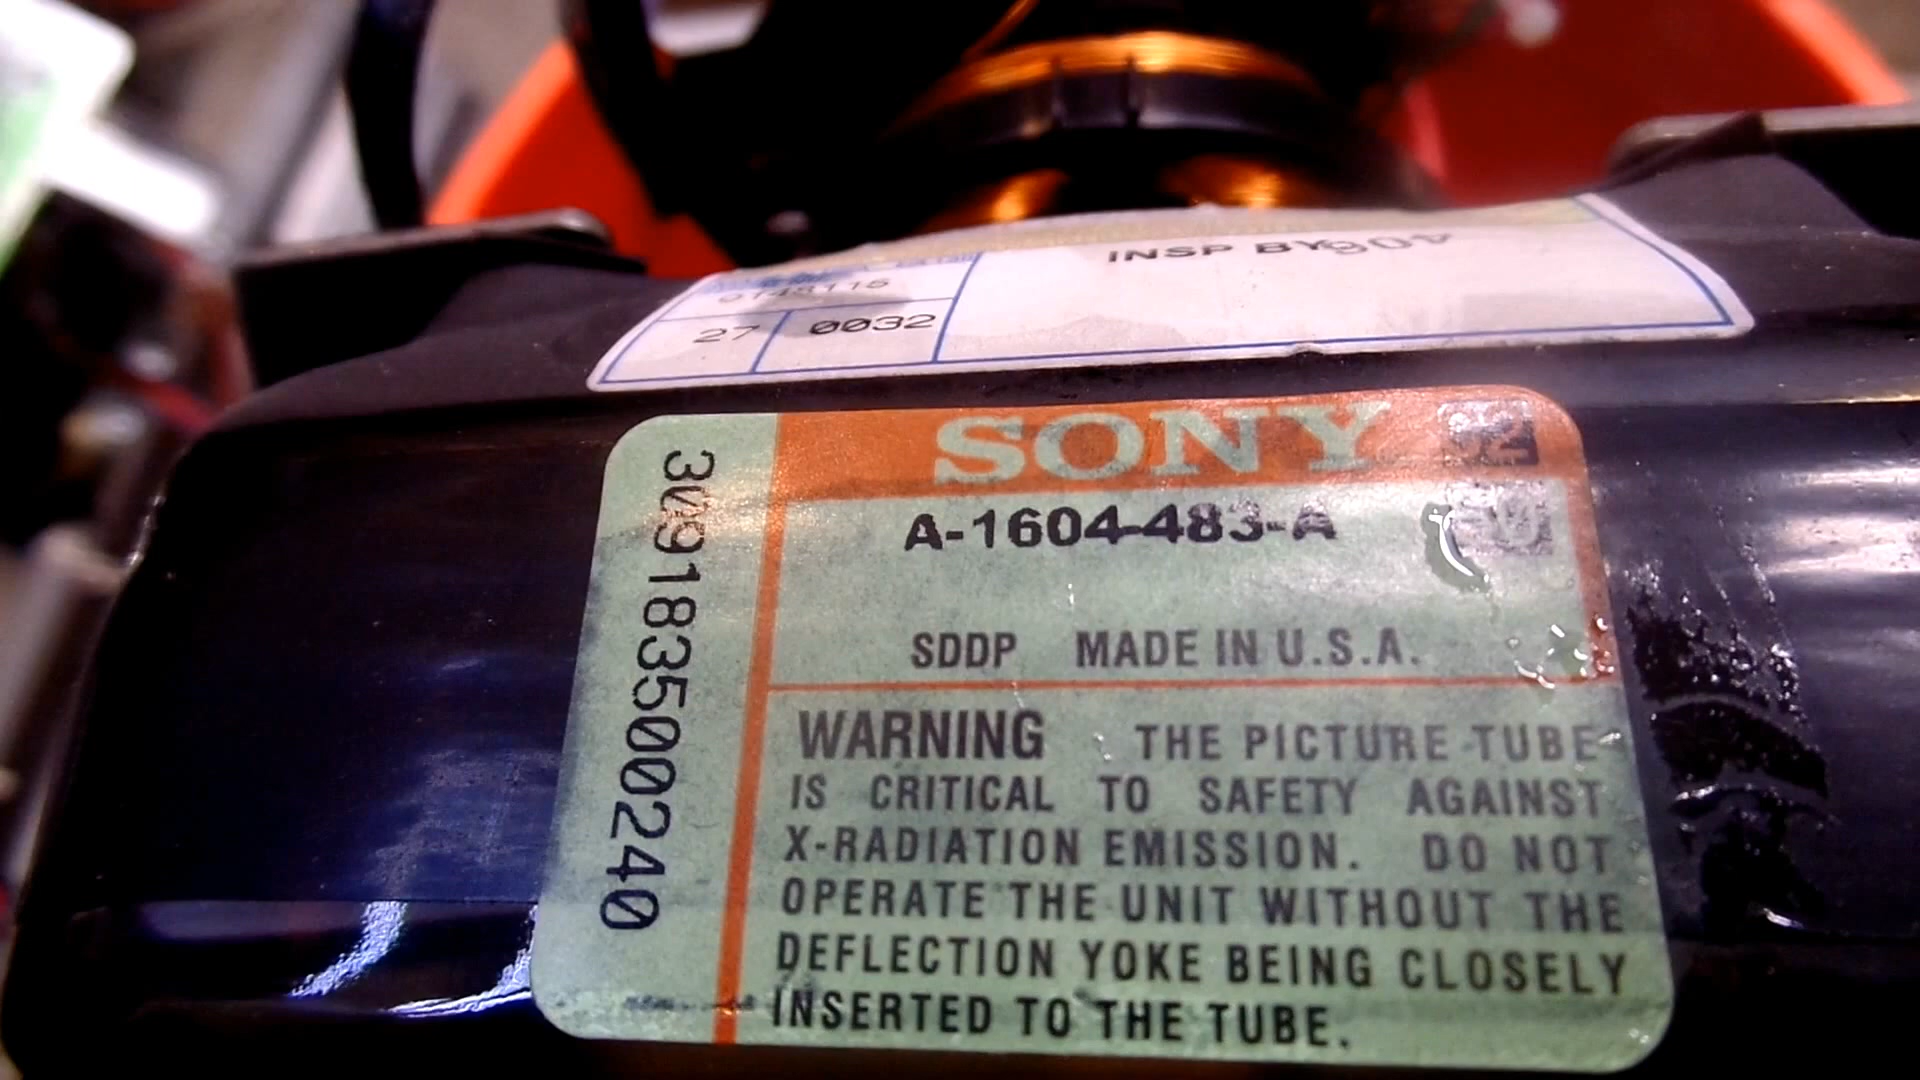 INSP BY
27 0032
SONY
A-1604-483-A
SDDP MADE IN U.S.A.
309183500240
WARNING THE PICTURE TUBE
IS CRITICAL TO SAFETY AGAINST
X-RADIATION EMISSION. DO NOT
OPERATE THE UNIT WITHOUT THE
DEFLECTION YOKE BEING CLOSELY
INSERTED TO THE TUBE.